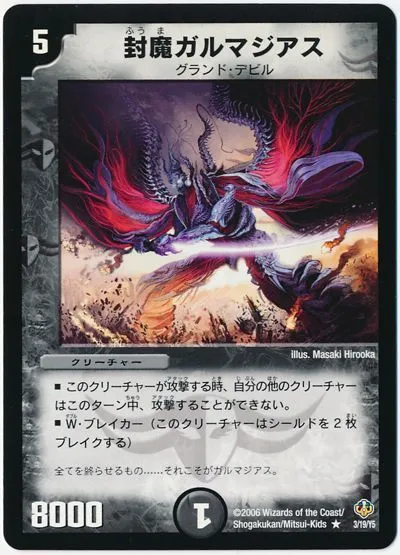 5
ふうま
封魔ガルマジアス
グランド・デビル
illus. Masaki Hirooka
クリーチャー
■ このクリーチャーが攻撃する時、自分の他のクリーチャー
はこのターン中、攻撃することができない。
■ W・ブレイカー(このクリーチャーはシールドを2枚
ブレイクする)
全てを終らせるもの……それこそがガルマジアス。
8000
1
©2006 Wizards of the Coast/
Shogakukan/Mitsui-Kids ★ 3/19/Y5